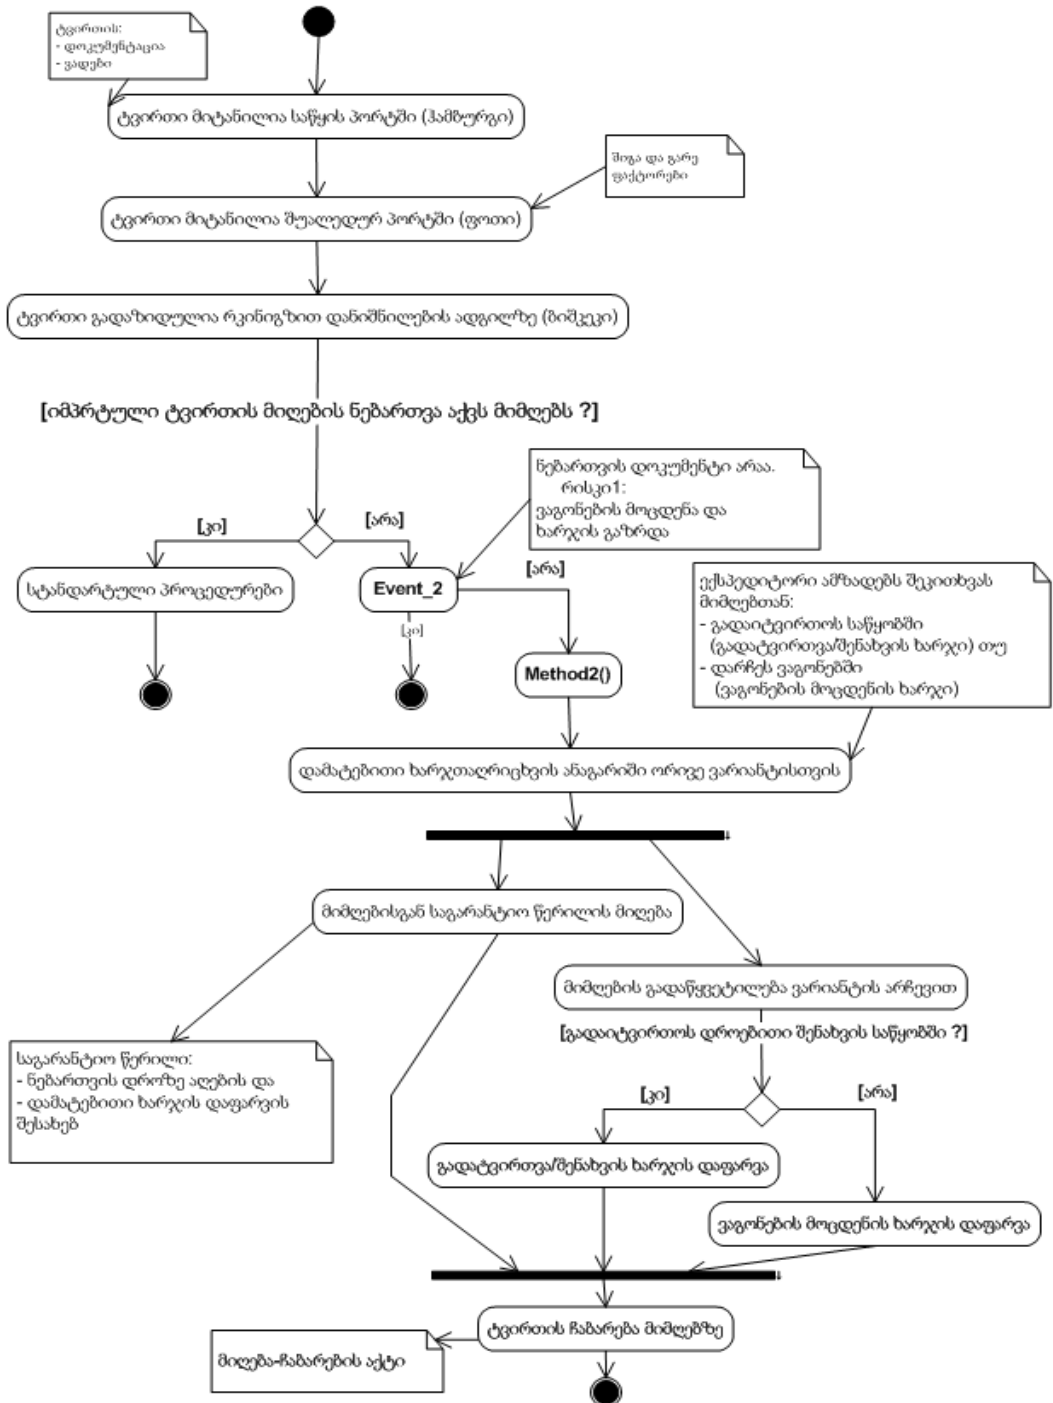 ტვირთის:
- დოკუმენტაცია
- ვადები
ტვირთი მიტანილია საწყის პორტში (ჰამბურგი)
შიგა და გარე
ფაქტორები
ტვირთი მიტანილია შუალედურ პორტში (ფოთი)
ტვირთი გადაზიდულია რკინიგზით დანიშნილების ადგილზე (ბიშკეკი)
[იმპრტული ტვირთის მიღების ნებართვა აქვს მიმღებს ?]
ნებართვის დოკუმენტი არაა.
რისკი1:
ვაგონების მოცდენა და
ხარჯის გაზრდა
[კი]
[არა]
სტანდარტული პროცედურები
Event_2
[არა]
[კი]
Method2()
ექსპედიტორი ამზადებს შეკითხვას
მიმღებთან:
- გადაიტვირთოს საწყობში
(გადატვირთვა/შენახვის ხარჯი) თუ
- დარჩეს ვაგონებში
(ვაგონების მოცდენის ხარჯი)
დამატებითი ხარჯთაღრიცხვის ანაგარიში ორივე ვარიანტისთვის
მიმღებისგან საგარანტიო წერილის მიღება
მიმღების გადაწყვეტილება ვარიანტის არჩევით
[გადაიტვირთოს დროებითი შენახვის საწყობში ?]
საგარანტიო წერილი:
- ნებართვის დროზე აღების და
- დამატებითი ხარჯის დაფარვის
შესახებ
[კი]
[არა]
გადატვირთვა/შენახვის ხარჯის დაფარვა
ვაგონების მოცდენის ხარჯის დაფარვა
ტვირთის ჩაბარება მიმღებზე
მიღება-ჩაბარების აქტი